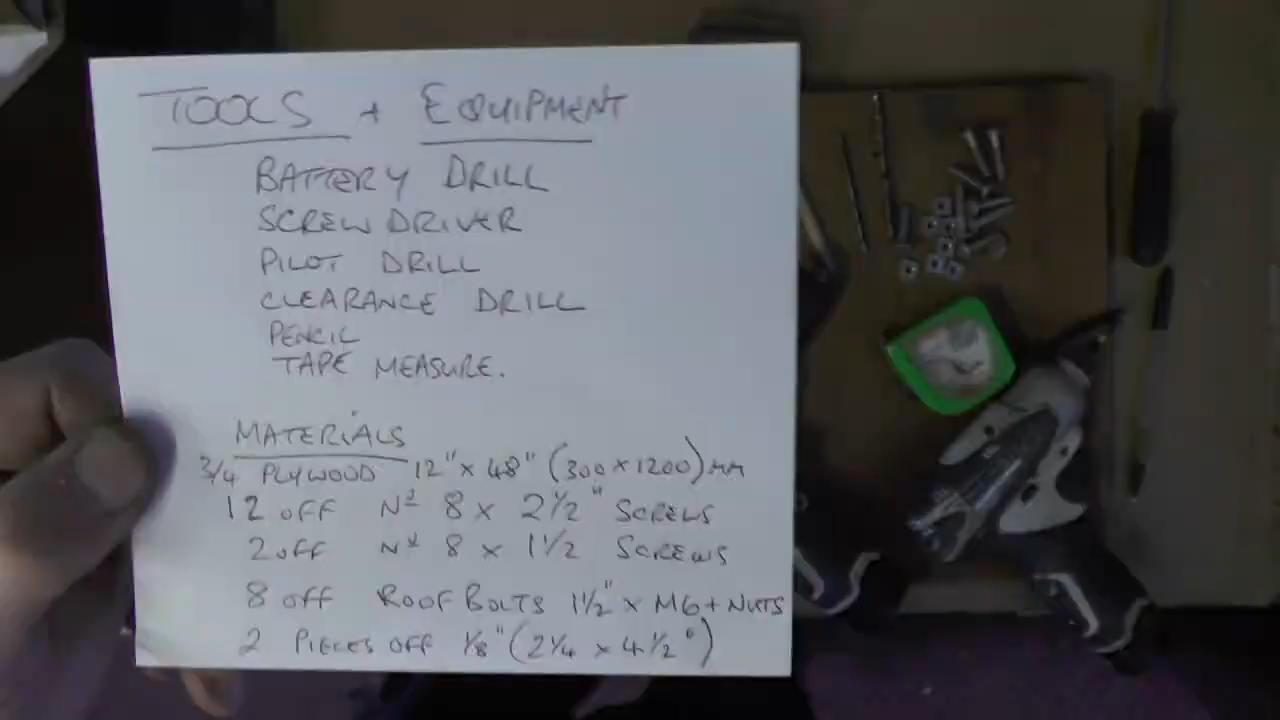 TOOLS + EQUIPMENT
BATTERY DRILL
SCREW DRIVER
PILOT DRILL
CLEARANCE DRILL
PENCIL
TAPE MEASURE.
MATERIALS
3/4 PLYWOOD 12" x 48" (300 x 1200) MM
12 OFF Nº 8 x 2 1/2" SCREWS
2 OFF Nº 8 x 1 1/2 SCREWS
8 OFF ROOF BOLTS 1 1/2" x M6 + NUTS
2 PIECES OFF 1/8" (2 1/4 x 4 1/2")